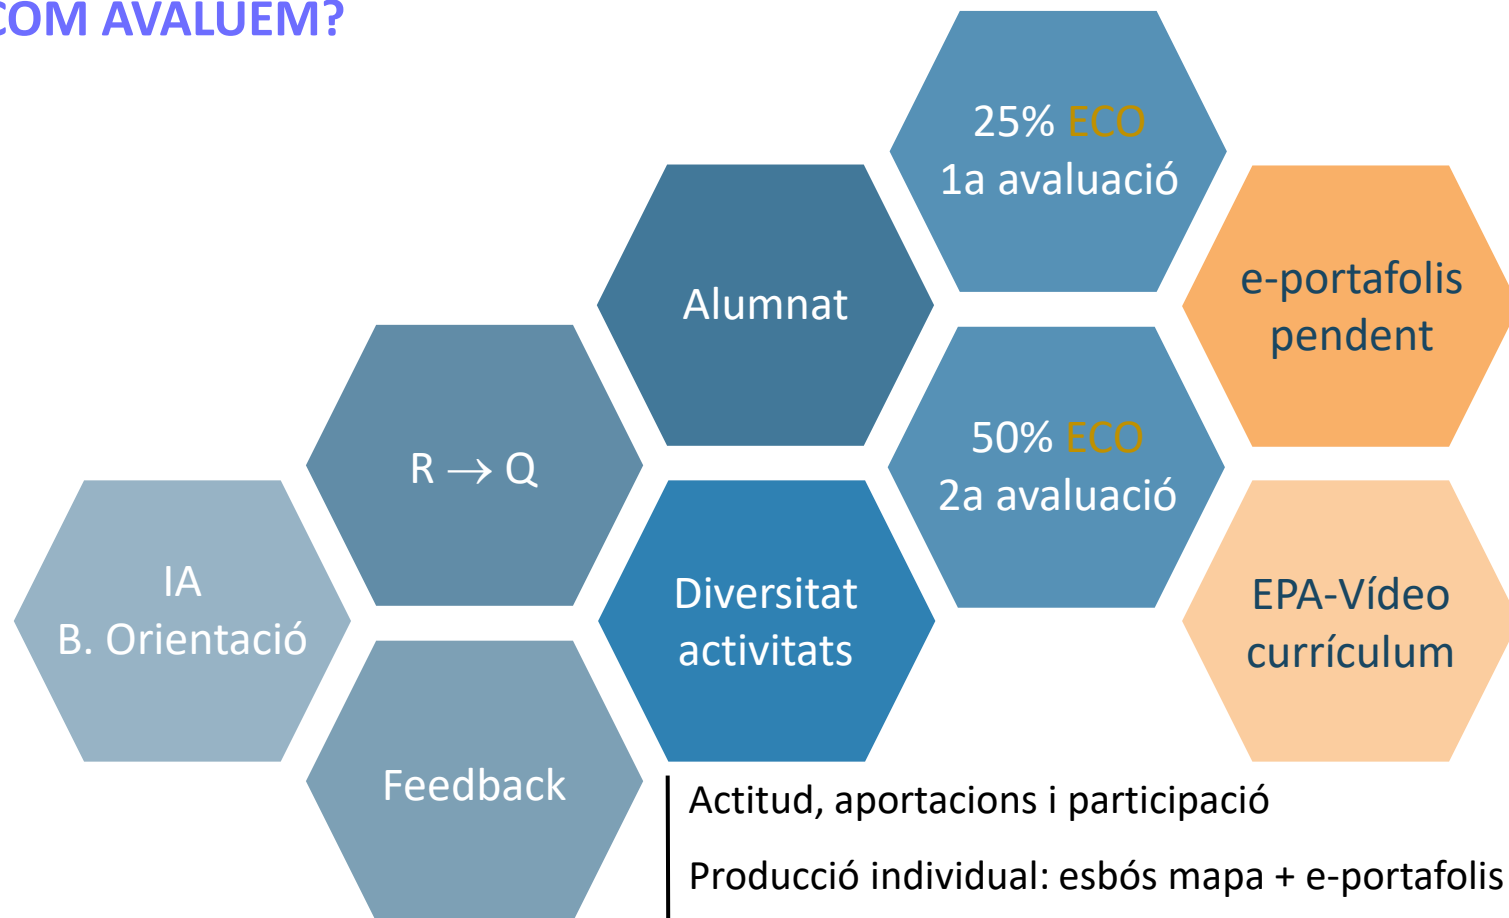 COM AVALUEM?
25% ECO
1a avaluació
Alumnat
e-portafolis
pendent
R → Q
50% ECO
2a avaluació
IA
B. Orientació
Diversitat
activitats
EPA-Vídeo
currículum
Feedback
Actitud, aportacions i participació
Producció individual: esbós mapa + e-portafolis